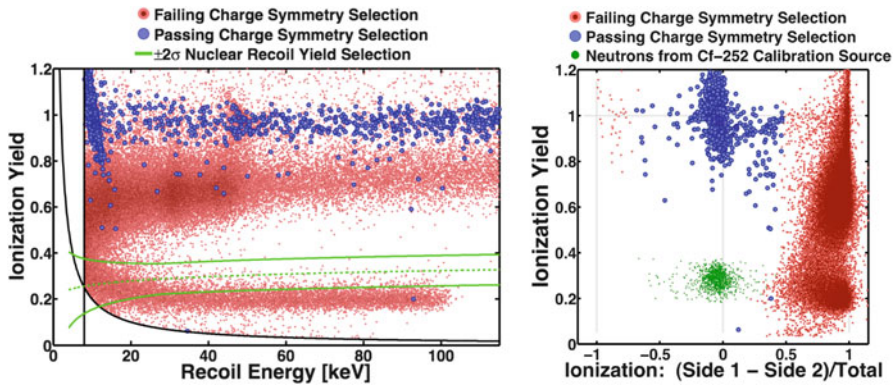 Failing Charge Symmetry Selection
Passing Charge Symmetry Selection
±2σ Nuclear Recoil Yield Selection
1.2
1
0.8
0.6
0.4
0.2
0
0
20
40
60
80
100
Ionization Yield
Recoil Energy [keV]
Failing Charge Symmetry Selection
Passing Charge Symmetry Selection
Neutrons from Cf-252 Calibration Source
1.2
1
0.8
0.6
0.4
0.2
0
-1
-0.5
0
0.5
1
Ionization Yield
Ionization: (Side 1 - Side 2)/Total